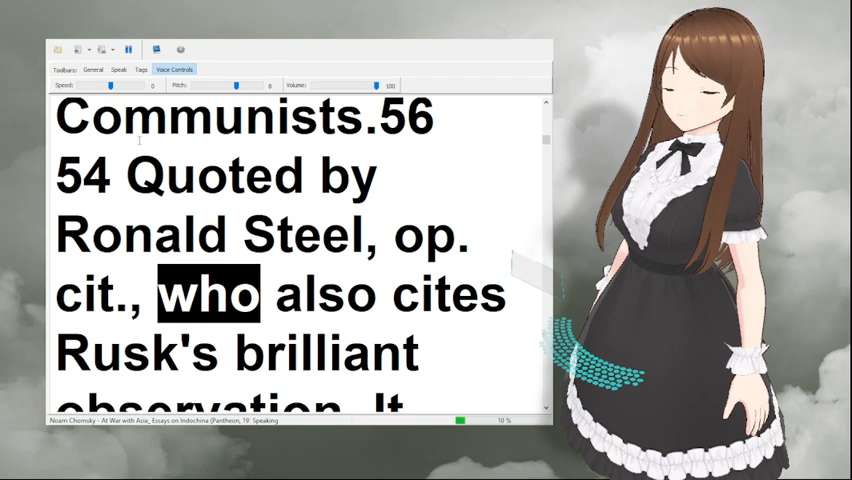 Toolbars: General Speak Tags Voice Controls
Speed: 0 Pitch: 8 Volume: 100
Communists.56
54 Quoted by
Ronald Steel, op.
cit., who also cites
Rusk's brilliant
observation. It
Noam Chomsky - At War with Asia_ Essays on Indochina (Pantheon, 19 Speaking 10 %